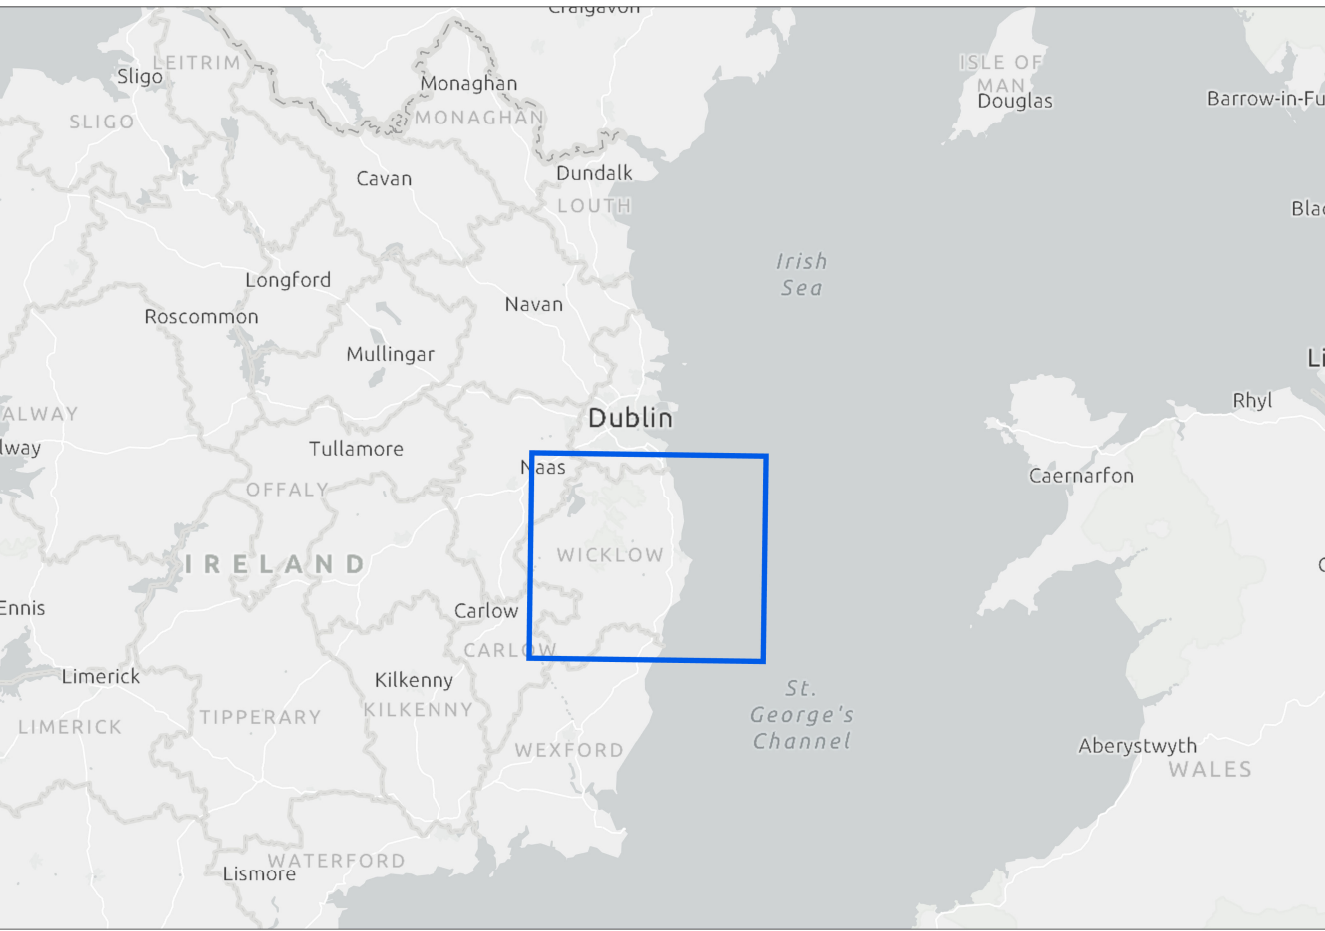 Craigavon
LEITRIM
Sligo
Monaghan
ISLE OF
MAN
Douglas
Barrow-in-Fu
SLIGO
MONAGHAN
Cavan
Dundalk
LOUTH
Blac
Irish
Sea
Longford
Navan
Roscommon
Mullingar
Li
Rhyl
ALWAY
Dublin
lway
Tullamore
Naas
Caernarfon
OFFALY
WICKLOW
IRELAND
Ennis
Carlow
CARLOW
Limerick
Kilkenny
St.
George's
Channel
LIMERICK
TIPPERARY
KILKENNY
WEXFORD
Aberystwyth
WALES
WATERFORD
Lismore